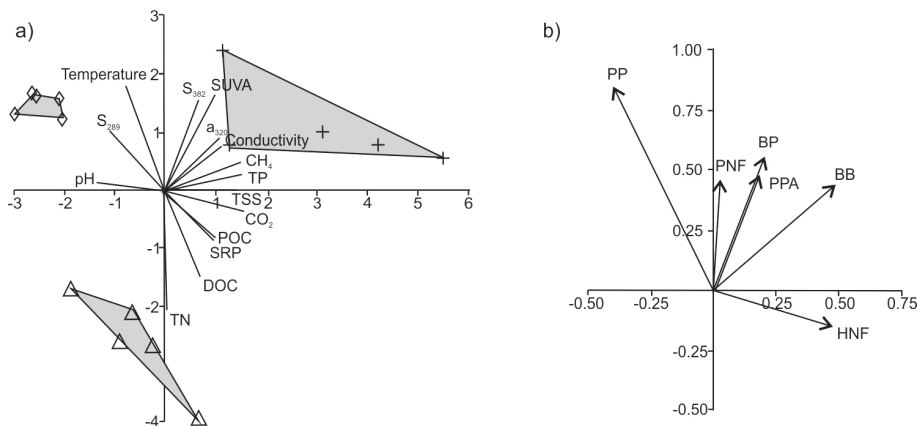 a)
3
2
1
-1
-2
-4
-3
-2
-1
1
2
3
4
5
6
Temperature
S382
SUVA
S289
a320
Conductivity
CH4
pH
TP
TSS
CO2
POC
SRP
DOC
TN
b)
1.00
0.75
0.50
0.25
-0.25
-0.50
-0.50
-0.25
0.25
0.50
0.75
PP
BP
PNF
PPA
BB
HNF